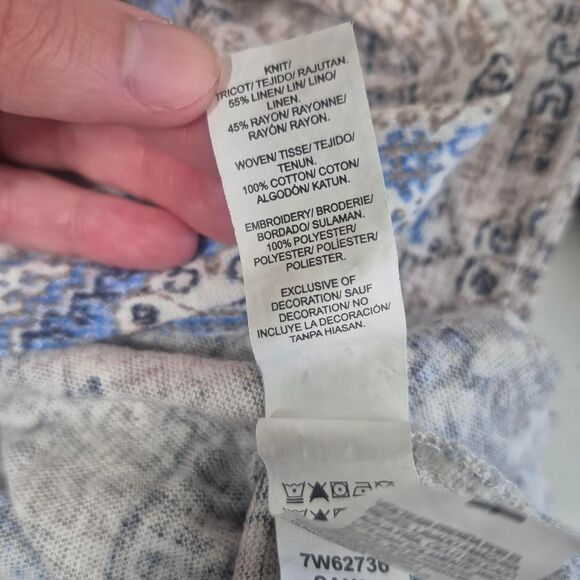 KNIT/
TRICOT/ TEJIDO/ RAJUTAN.
55% LINEN/ LIN/ LINO/
LINEN.
45% RAYON/ RAYONNE/
RAYÓN/ RAYON.
WOVEN/ TISSE/ TEJIDO/
TENUN.
100% COTTON/ COTON/
ALGODÓN/ KATUN.
EMBROIDERY/ BRODERIE/
BORDADO/ SULAMAN.
100% POLYESTER/
POLYESTER/ POLIÉSTER/
POLIESTER.
EXCLUSIVE OF
DECORATION/ SAUF
DECORATION/ NO
INCLUYE LA DECORACIÓN/
TANPA HIASAN.
7W62736